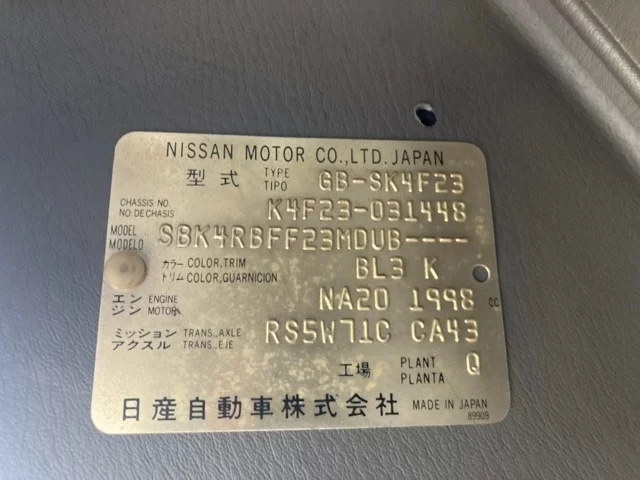 NISSAN MOTOR CO.,LTD. JAPAN
型式 TYPE TIPO GB-SK4F23
CHASSIS NO. NO. DE CHASIS K4F23-031448
MODEL MODELO SBK4RBFF23MDUB----
カラー COLOR,TRIM
トリム COLOR,GUARNICION BL3 K
エンジン ENGINE MOTOR NA20 1998 cc
ミッション TRANS.,AXLE
アクスル TRANS.,EJE RS5W71C CA43
工場 PLANT PLANTA Q
日産自動車株式会社 MADE IN JAPAN
89909